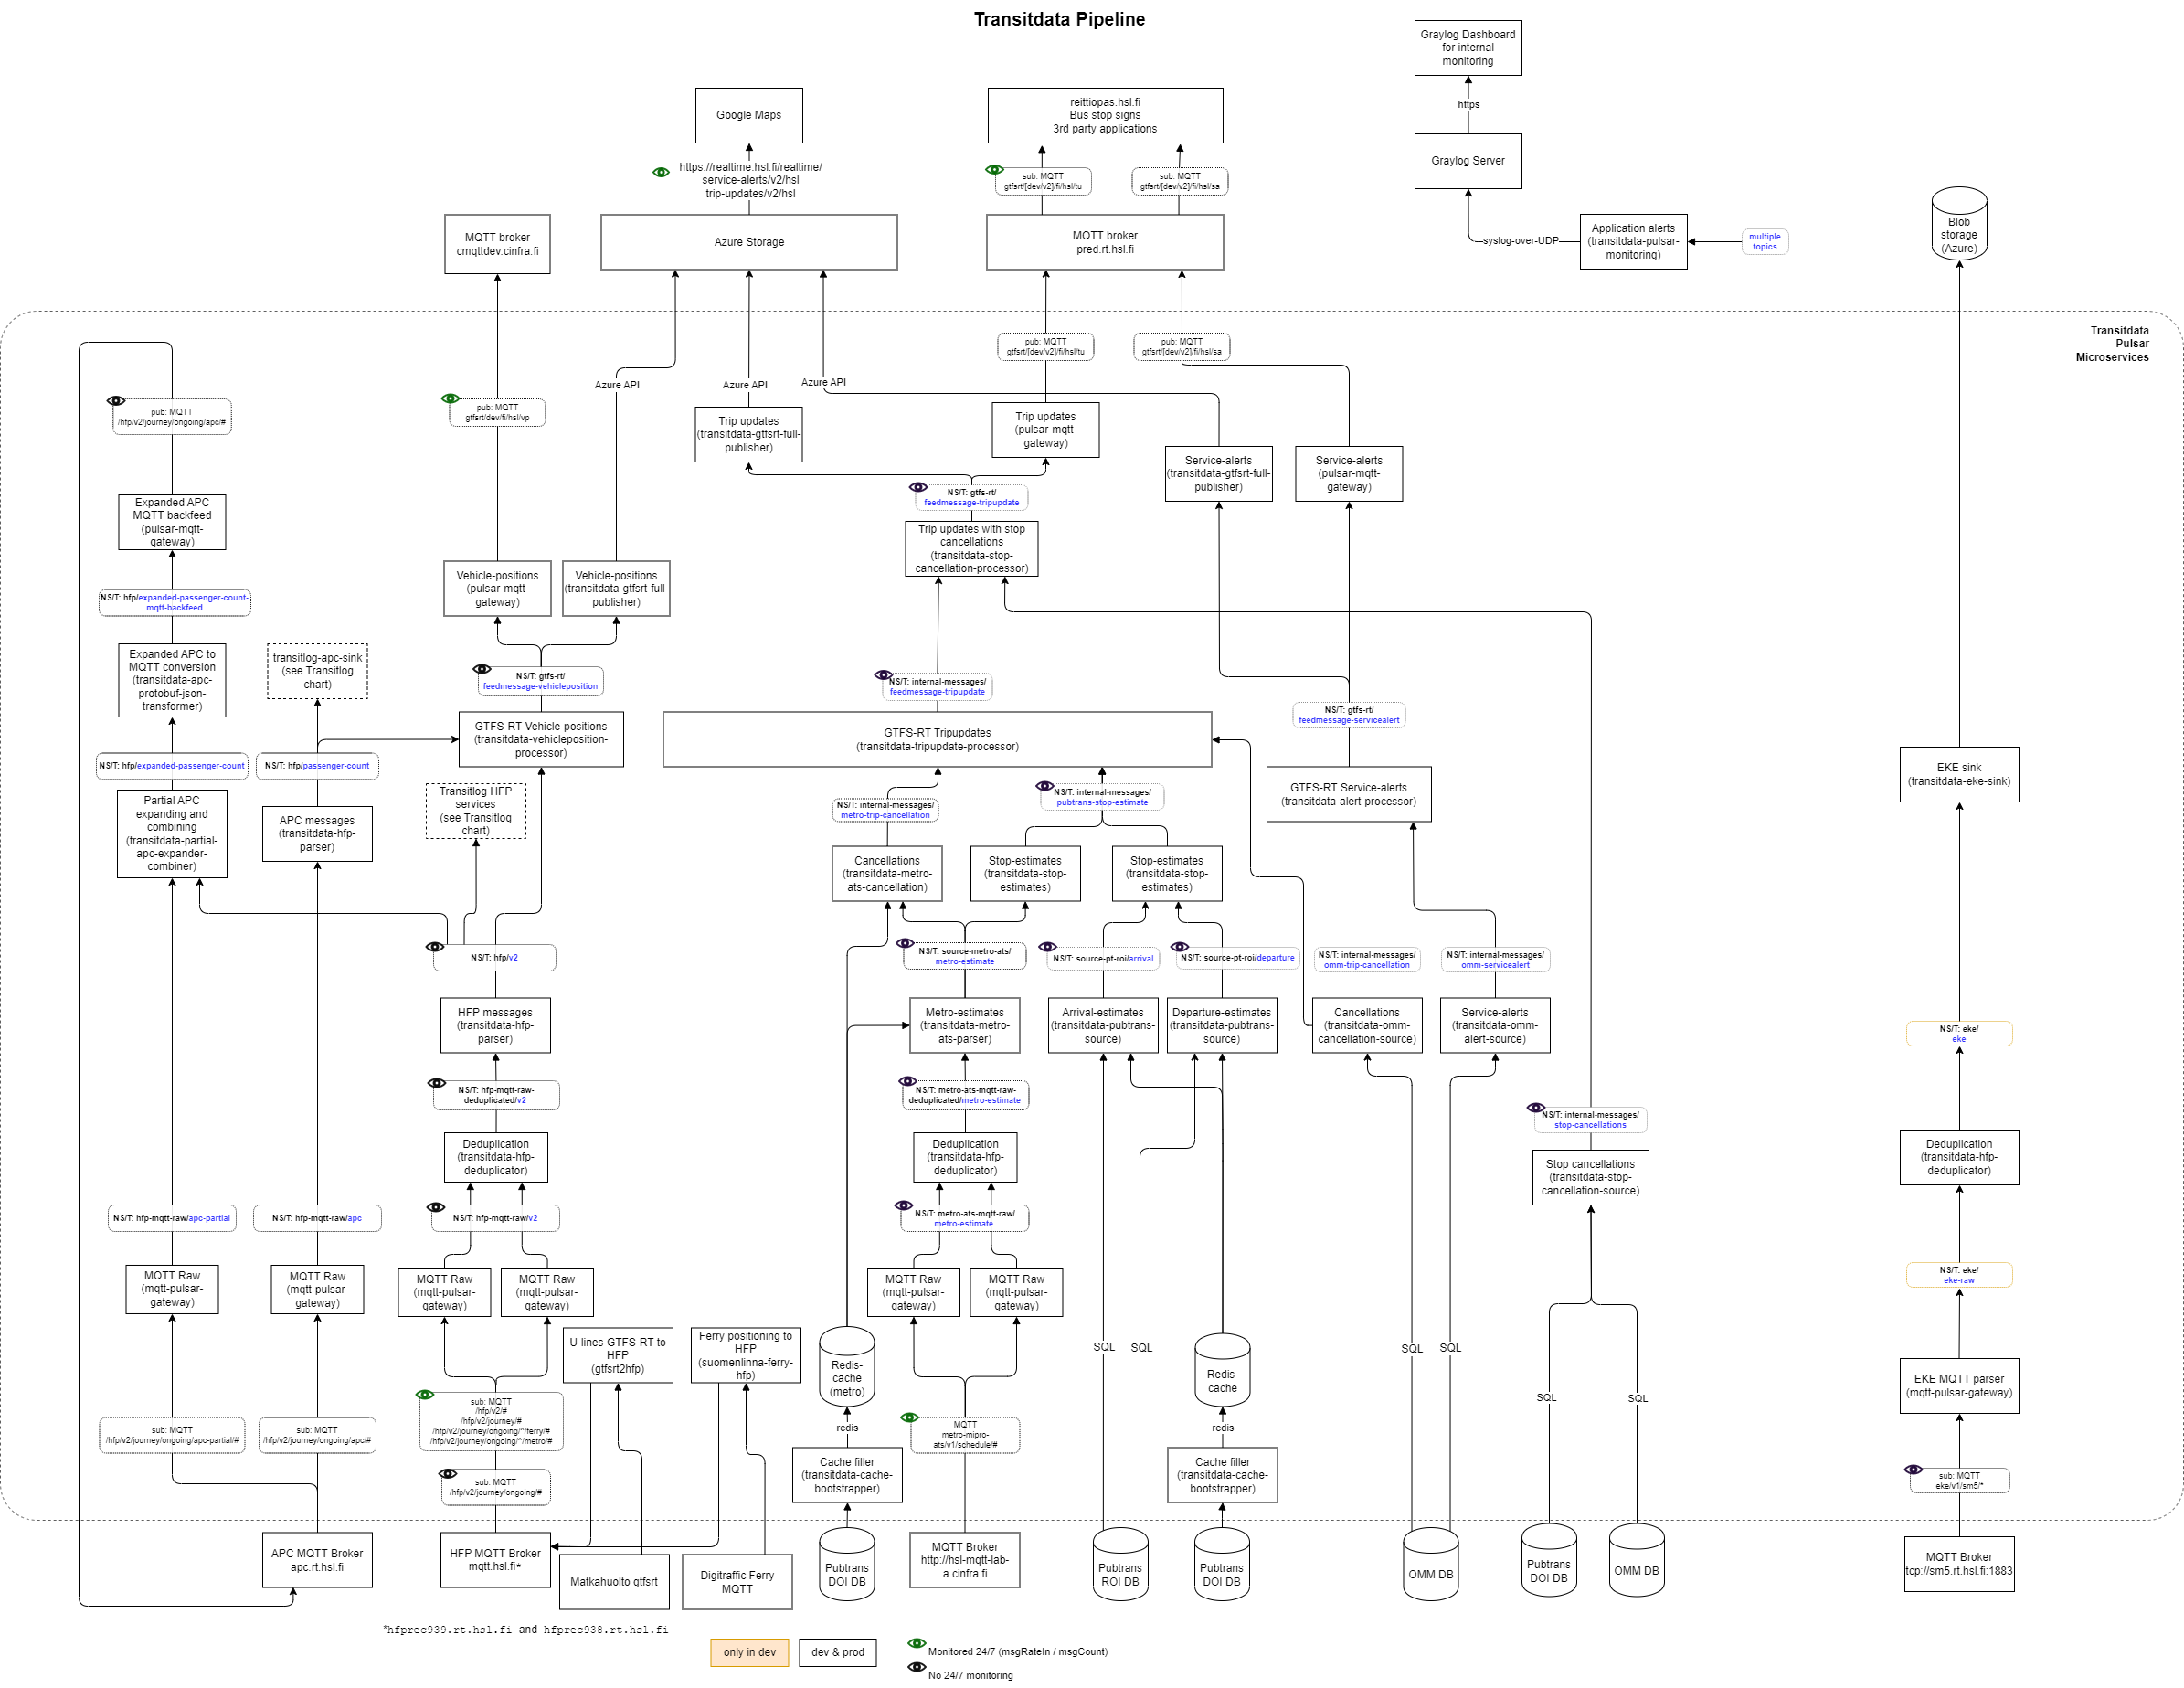 Transitdata Pipeline
Graylog Dashboard
for internal
monitoring
https
Graylog Server
Google Maps
reittiopas.hsl.fi
Bus stop signs
3rd party applications
https://realtime.hsl.fi/realtime/
service-alerts/v2/hsl
trip-updates/v2/hsl
sub: MQTT
gtfsrt/[dev/v2]/fi/hsl/tu
sub: MQTT
gtfsrt/[dev/v2]/fi/hsl/sa
MQTT broker
cmqttdev.cinfra.fi
Azure Storage
MQTT broker
pred.rt.hsl.fi
syslog-over-UDP
Application alerts
(transitdata-pulsar-
monitoring)
multiple
topics
Blob
storage
(Azure)
Transitdata
Pulsar
Microservices
pub: MQTT
gtfsrt/[dev/v2]/fi/hsl/tu
pub: MQTT
gtfsrt/[dev/v2]/fi/hsl/sa
Azure API
Azure API
Azure API
pub: MQTT
/hfp/v2/journey/ongoing/apc/#
pub: MQTT
gtfsrt/dev/fi/hsl/vp
Trip updates
(transitdata-gtfsrt-full-
publisher)
Trip updates
(pulsar-mqtt-
gateway)
Service-alerts
(transitdata-gtfsrt-full-
publisher)
Service-alerts
(pulsar-mqtt-
gateway)
NS/T: gtfs-rt/
feedmessage-tripupdate
Expanded APC
MQTT backfeed
(pulsar-mqtt-
gateway)
Trip updates with stop
cancellations
(transitdata-stop-
cancellation-processor)
Vehicle-positions
(pulsar-mqtt-
gateway)
Vehicle-positions
(transitdata-gtfsrt-full-
publisher)
NS/T: hfp/expanded-passenger-count-
mqtt-backfeed
Expanded APC to
MQTT conversion
(transitdata-apc-
protobuf-json-
transformer)
transitlog-apc-sink
(see Transitlog
chart)
NS/T: gtfs-rt/
feedmessage-vehicleposition
NS/T: internal-messages/
feedmessage-tripupdate
NS/T: gtfs-rt/
feedmessage-servicealert
GTFS-RT Vehicle-positions
(transitdata-vehicleposition-
processor)
GTFS-RT Tripupdates
(transitdata-tripupdate-processor)
NS/T: hfp/expanded-passenger-count
NS/T: hfp/passenger-count
GTFS-RT Service-alerts
(transitdata-alert-processor)
EKE sink
(transitdata-eke-sink)
Partial APC
expanding and
combining
(transitdata-partial-
apc-expander-
combiner)
APC messages
(transitdata-hfp-
parser)
Transitlog HFP
services
(see Transitlog
chart)
NS/T: internal-messages/
metro-trip-cancellation
NS/T: internal-messages/
pubtrans-stop-estimate
Cancellations
(transitdata-metro-
ats-cancellation)
Stop-estimates
(transitdata-stop-
estimates)
Stop-estimates
(transitdata-stop-
estimates)
NS/T: hfp/v2
NS/T: source-metro-ats/
metro-estimate
NS/T: source-pt-roi/arrival
NS/T: source-pt-roi/departure
NS/T: internal-messages/
omm-trip-cancellation
NS/T: internal-messages/
omm-servicealert
HFP messages
(transitdata-hfp-
parser)
Metro-estimates
(transitdata-metro-
ats-parser)
Arrival-estimates
(transitdata-pubtrans-
source)
Departure-estimates
(transitdata-pubtrans-
source)
Cancellations
(transitdata-omm-
cancellation-source)
Service-alerts
(transitdata-omm-
alert-source)
NS/T: eke/
eke
NS/T: hfp-mqtt-raw-
deduplicated/v2
NS/T: metro-ats-mqtt-raw-
deduplicated/metro-estimate
NS/T: internal-messages/
stop-cancellations
Deduplication
(transitdata-hfp-
deduplicator)
Deduplication
(transitdata-hfp-
deduplicator)
Stop cancellations
(transitdata-stop-
cancellation-source)
Deduplication
(transitdata-hfp-
deduplicator)
NS/T: hfp-mqtt-raw/apc-partial
NS/T: hfp-mqtt-raw/apc
NS/T: hfp-mqtt-raw/v2
NS/T: metro-ats-mqtt-raw/
metro-estimate
NS/T: eke/
eke-raw
MQTT Raw
(mqtt-pulsar-
gateway)
MQTT Raw
(mqtt-pulsar-
gateway)
MQTT Raw
(mqtt-pulsar-
gateway)
MQTT Raw
(mqtt-pulsar-
gateway)
MQTT Raw
(mqtt-pulsar-
gateway)
MQTT Raw
(mqtt-pulsar-
gateway)
U-lines GTFS-RT to
HFP
(gtfsrt2hfp)
Ferry positioning to
HFP
(suomenlinna-ferry-
hfp)
Redis-
cache
(metro)
Redis-
cache
SQL
SQL
SQL
SQL
SQL
SQL
EKE MQTT parser
(mqtt-pulsar-gateway)
sub: MQTT
/hfp/v2/journey/ongoing/apc-partial/#
sub: MQTT
/hfp/v2/journey/ongoing/apc/#
sub: MQTT
/hfp/v2/#
/hfp/v2/journey/#
/hfp/v2/journey/ongoing/^/ferry/#
/hfp/v2/journey/ongoing/^/metro/#
redis
MQTT
metro-mipro-
ats/v1/schedule/#
redis
Cache filler
(transitdata-cache-
bootstrapper)
Cache filler
(transitdata-cache-
bootstrapper)
sub: MQTT
/hfp/v2/journey/ongoing/#
sub: MQTT
eke/v1/sm5/*
APC MQTT Broker
apc.rt.hsl.fi
HFP MQTT Broker
mqtt.hsl.fi*
Matkahuolto gtfsrt
Digitraffic Ferry
MQTT
Pubtrans
DOI DB
MQTT Broker
http://hsl-mqtt-lab-
a.cinfra.fi
Pubtrans
ROI DB
Pubtrans
DOI DB
OMM DB
Pubtrans
DOI DB
OMM DB
MQTT Broker
tcp://sm5.rt.hsl.fi:1883
*hfprec939.rt.hsl.fi and hfprec938.rt.hsl.fi
only in dev
dev & prod
Monitored 24/7 (msgRateIn / msgCount)
No 24/7 monitoring